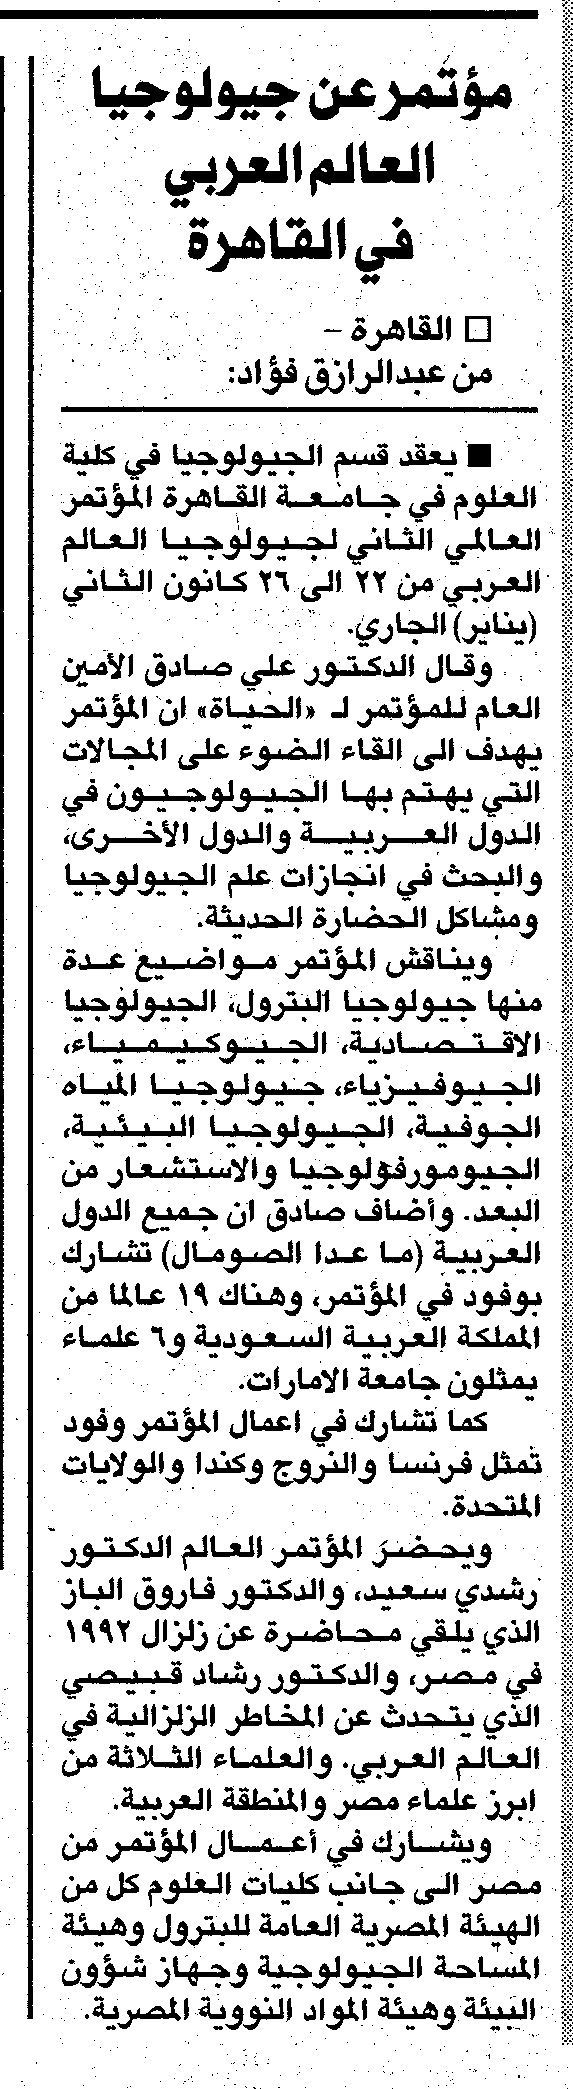 مؤتمر عن جيولوجيا
العالم العربي
في القاهرة
□ القاهرة –
من عبدالرازق فؤاد:
■ يعقد قسم الجيولوجيا في كلية
العلوم في جامعة القاهرة المؤتمر
العالمي الثاني لجيولوجيا العالم
العربي من ٢٢ الى ٢٦ كانون الثاني
(يناير) الجاري.
وقال الدكتور علي صادق الأمين
العام للمؤتمر لـ «الحياة» ان المؤتمر
يهدف الى القاء الضوء على المجالات
التي يهتم بها الجيولوجيون في
الدول العربية والدول الأخرى،
والبحث في انجازات علم الجيولوجيا
ومشاكل الحضارة الحديثة.
ويناقش المؤتمر مواضيع عدة
منها جيولوجيا البترول، الجيولوجيا
الاقتصادية، الجيوكيمياء،
الجيوفيزياء، جيولوجيا المياه
الجوفية، الجيولوجيا البيئية،
الجيومورفولوجيا والاستشعار من
البعد. وأضاف صادق ان جميع الدول
العربية (ما عدا الصومال) تشارك
بوفود في المؤتمر، وهناك ١٩ عالما من
المملكة العربية السعودية و٦ علماء
يمثلون جامعة الامارات.
كما تشارك في اعمال المؤتمر وفود
تمثل فرنسا والنروج وكندا والولايات
المتحدة.
ويحضر المؤتمر العالم الدكتور
رشدي سعيد، والدكتور فاروق الباز
الذي يلقي محاضرة عن زلزال ١٩٩٢
في مصر، والدكتور رشاد قبيصي
الذي يتحدث عن المخاطر الزلزالية في
العالم العربي. والعلماء الثلاثة من
ابرز علماء مصر والمنطقة العربية.
ويشارك في أعمال المؤتمر من
مصر الى جانب كليات العلوم كل من
الهيئة المصرية العامة للبترول وهيئة
المساحة الجيولوجية وجهاز شؤون
البيئة وهيئة المواد النووية المصرية.